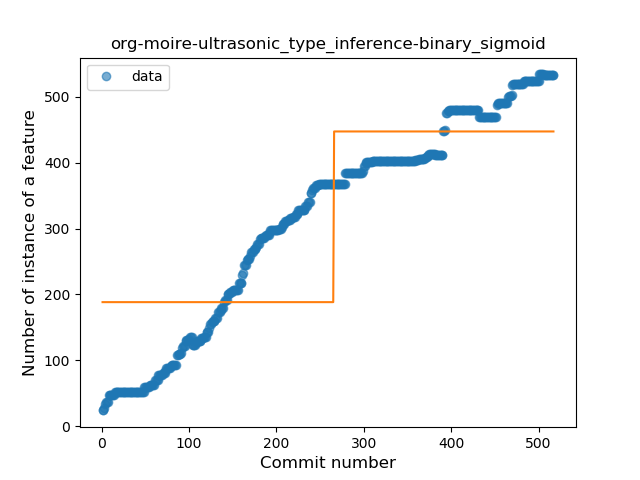 org-moire-ultrasonic_type_inference-binary_sigmoid
data
Number of instance of a feature
500
400
300
200
100
0
0 100 200 300 400 500
Commit number